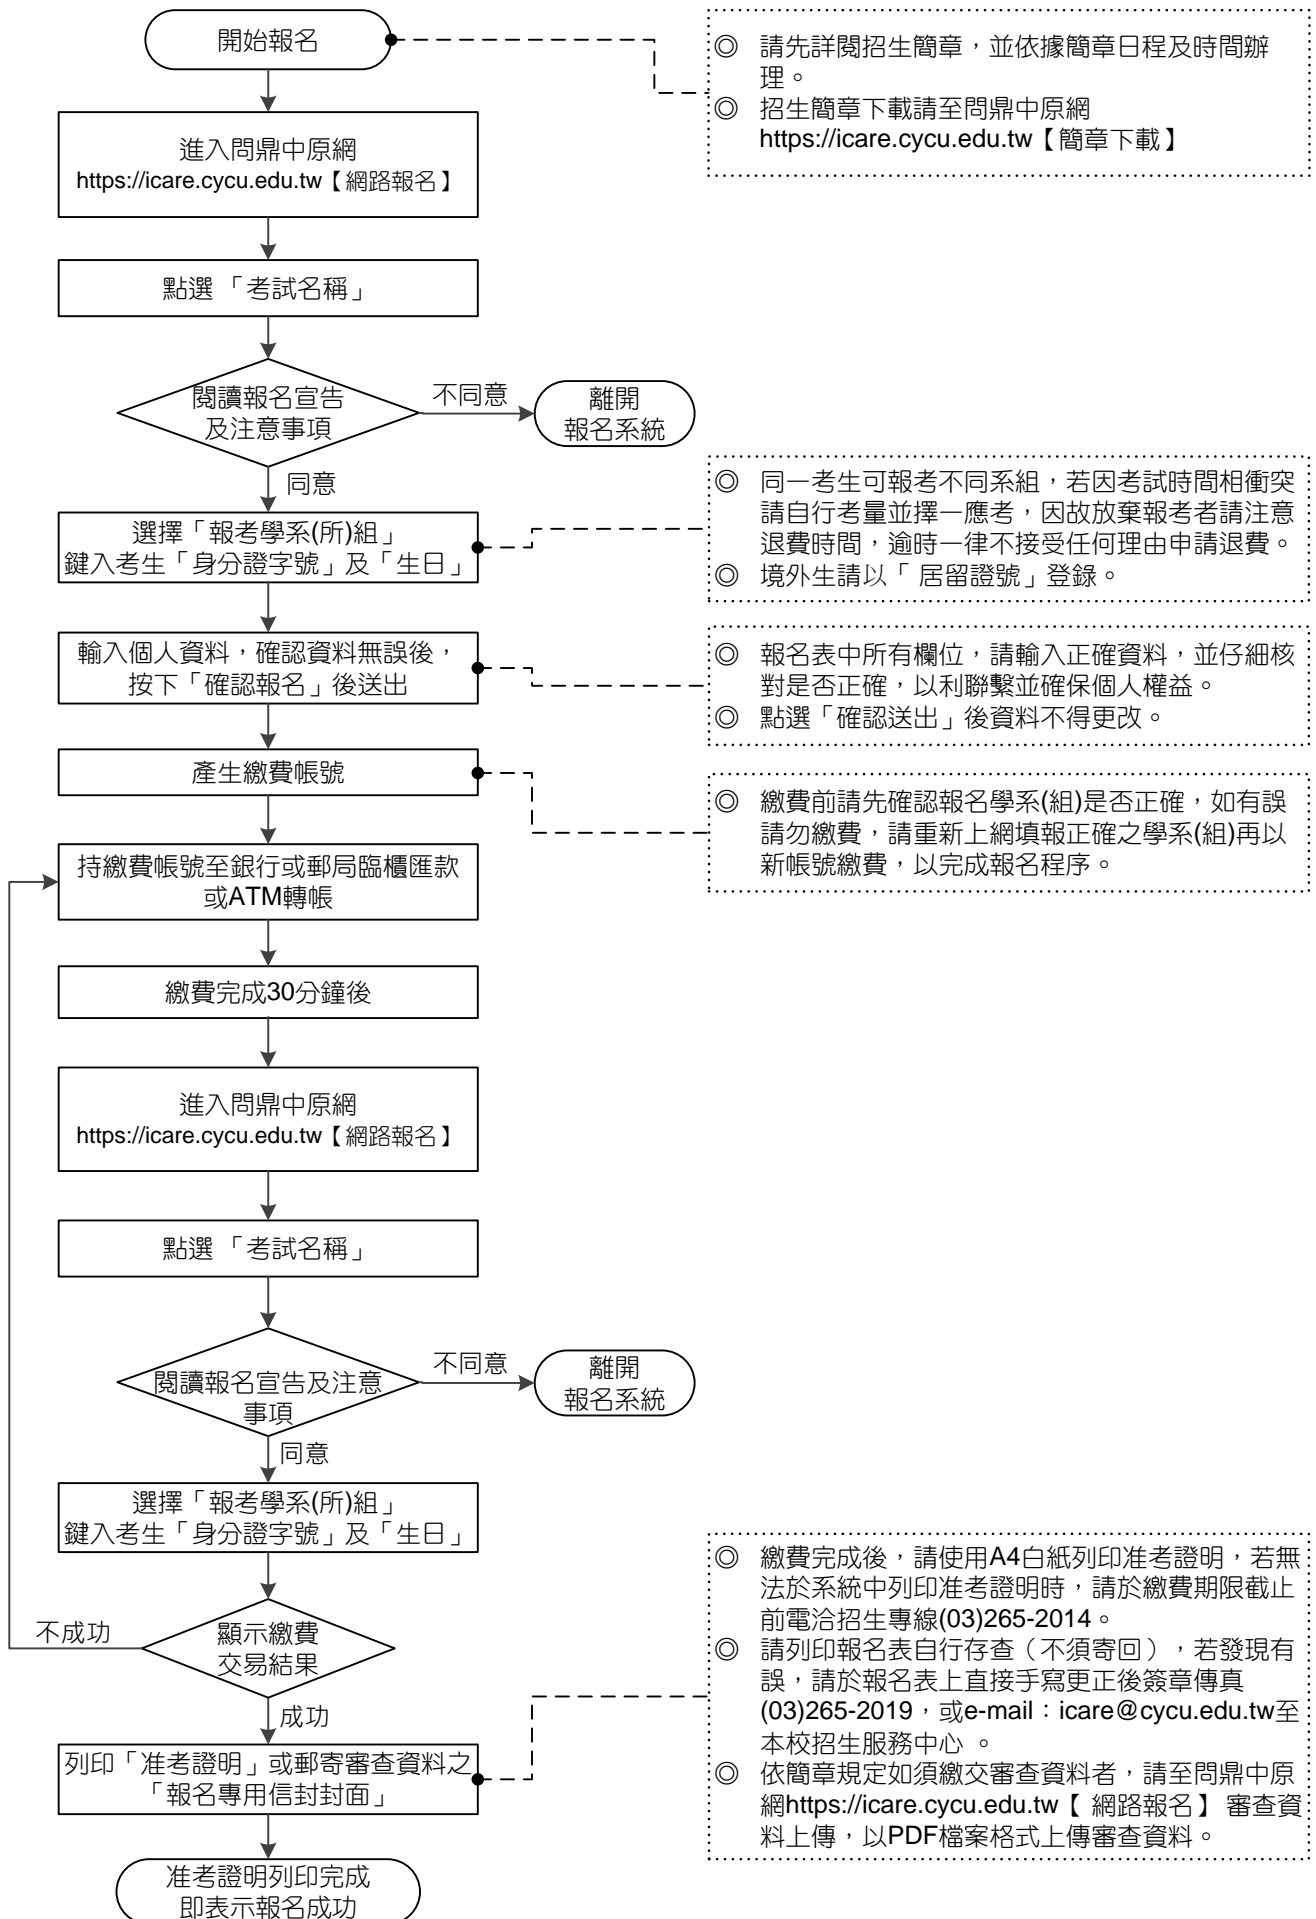 開始報名
◎ 請先詳閱招生簡章，並依據簡章日程及時間辦
理。
◎ 招生簡章下載請至問鼎中原網
https://icare.cycu.edu.tw【簡章下載】
進入問鼎中原網
https://icare.cycu.edu.tw【網路報名】
點選 「考試名稱」
閱讀報名宣告
及注意事項
不同意
離開
報名系統
同意
選擇「報考學系(所)組」
鍵入考生「身分證字號」及「生日」
◎ 同一考生可報考不同系組，若因考試時間相衝突
請自行考量並擇一應考，因故放棄報考者請注意
退費時間，逾時一律不接受任何理由申請退費。
◎ 境外生請以「 居留證號」登錄。
輸入個人資料，確認資料無誤後，
按下「確認報名」後送出
◎ 報名表中所有欄位，請輸入正確資料，並仔細核
對是否正確，以利聯繫並確保個人權益。
◎ 點選「確認送出」後資料不得更改。
產生繳費帳號
◎ 繳費前請先確認報名學系(組)是否正確，如有誤
請勿繳費，請重新上網填報正確之學系(組)再以
新帳號繳費，以完成報名程序。
持繳費帳號至銀行或郵局臨櫃匯款
或ATM轉帳
繳費完成30分鐘後
進入問鼎中原網
https://icare.cycu.edu.tw【網路報名】
點選 「考試名稱」
閱讀報名宣告及注意
事項
不同意
離開
報名系統
同意
選擇「報考學系(所)組」
鍵入考生「身分證字號」及「生日」
顯示繳費
交易結果
不成功
成功
列印「准考證明」或郵寄審查資料之
「報名專用信封封面」
◎ 繳費完成後，請使用A4白紙列印准考證明，若無
法於系統中列印准考證明時，請於繳費期限截止
前電洽招生專線(03)265-2014。
◎ 請列印報名表自行存查（不須寄回），若發現有
誤，請於報名表上直接手寫更正後簽章傳真
(03)265-2019，或e-mail：icare@cycu.edu.tw至
本校招生服務中心 。
◎ 依簡章規定如須繳交審查資料者，請至問鼎中原
網https://icare.cycu.edu.tw【 網路報名】 審查資
料上傳，以PDF檔案格式上傳審查資料。
准考證明列印完成
即表示報名成功